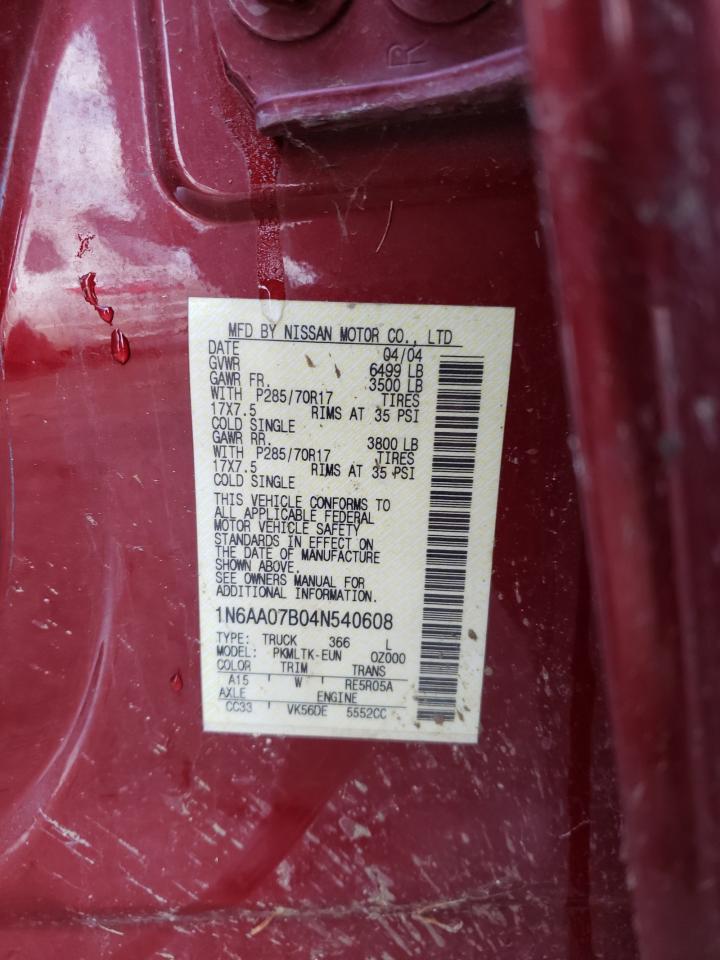 R
MFD BY NISSAN MOTOR CO., LTD
DATE 04/04
GVWR 6499 LB
GAWR FR. 3500 LB
WITH P285/70R17 TIRES
17X7.5 RIMS AT 35 PSI
COLD SINGLE
GAWR RR. 3800 LB
WITH P285/70R17 TIRES
17X7.5 RIMS AT 35 PSI
COLD SINGLE
THIS VEHICLE CONFORMS TO
ALL APPLICABLE FEDERAL
MOTOR VEHICLE SAFETY
STANDARDS IN EFFECT ON
THE DATE OF MANUFACTURE
SHOWN ABOVE.
SEE OWNERS MANUAL FOR
ADDITIONAL INFORMATION.
1N6AA07B04N540608
TYPE: TRUCK 366 L
MODEL: PKMLTK-EUN 0Z000
COLOR TRIM TRANS
A15 W RE5R05A
AXLE ENGINE
CC33 VK56DE 5552CC